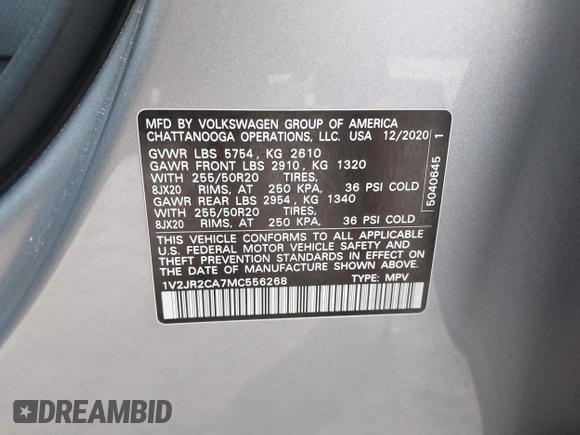 MFD BY VOLKSWAGEN GROUP OF AMERICA
CHATTANOOGA OPERATIONS, LLC. USA 12/2020
GVWR LBS 5754 , KG 2610
GAWR FRONT LBS 2910 , KG 1320
WITH 255/50R20 TIRES,
8JX20 RIMS, AT 250 KPA, 36 PSI COLD
GAWR REAR LBS 2954 , KG 1340
WITH 255/50R20 TIRES,
8JX20 RIMS, AT 250 KPA, 36 PSI COLD
THIS VEHICLE CONFORMS TO ALL APPLICABLE
U.S. FEDERAL MOTOR VEHICLE SAFETY AND
THEFT PREVENTION STANDARDS IN EFFECT ON
THE DATE OF MANUFACTURE SHOWN ABOVE.
1V2JR2CA7MC556268 TYPE: MPV
5040645 1
DREAMBID